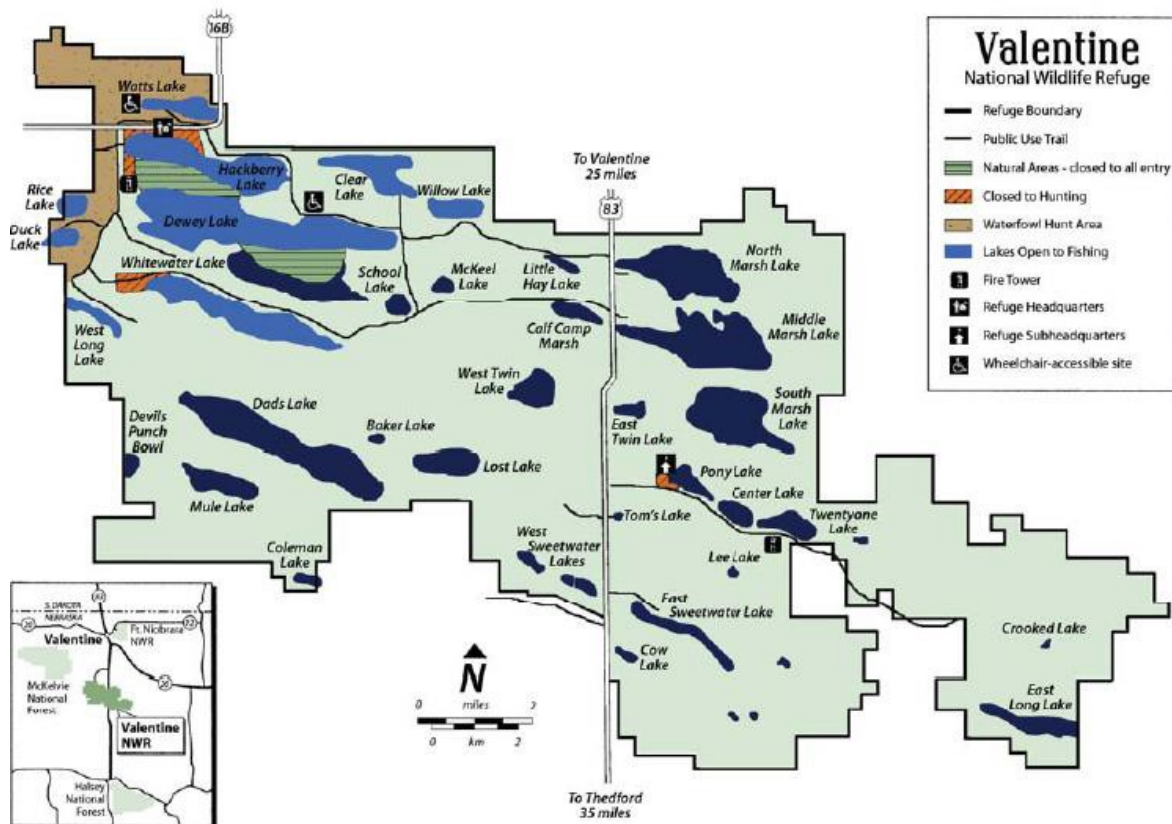 16B
Watts Lake
Hackberry
Lake
Clear
Lake
Willow Lake
Rice
Lake
Duck
Lake
Dewey Lake
Whitewater Lake
School
Lake
McKeel
Lake
Little
Hay Lake
To Valentine
25 miles
83
North
Marsh Lake
Calf Camp
Marsh
Middle
Marsh Lake
West
Long
Lake
West Twin
Lake
Dads Lake
Baker Lake
Devils
Punch
Bowl
Lost Lake
Mule Lake
East
Twin Lake
South
Marsh
Lake
Pony Lake
Center Lake
Tom's Lake
Twentyone
Lake
Coleman
Lake
West
Sweetwater
Lakes
Lee Lake
East
Sweetwater Lake
Cow
Lake
Crooked Lake
East
Long Lake
N
0 miles
0 km 2
To Thedford
35 miles
Valentine
National Wildlife Refuge
Refuge Boundary
Public Use Trail
Natural Areas - closed to all entry
Closed to Hunting
Waterfowl Hunt Area
Lakes Open to Fishing
Fire Tower
Refuge Headquarters
Refuge Subheadquarters
Wheelchair-accessible site
S. DAKOTA
NEBRASKA
Valentine
Ft. Niobrara
NWR
McKelvie
National
Forest
20
Valentine
NWR
Halsey
National
Forest